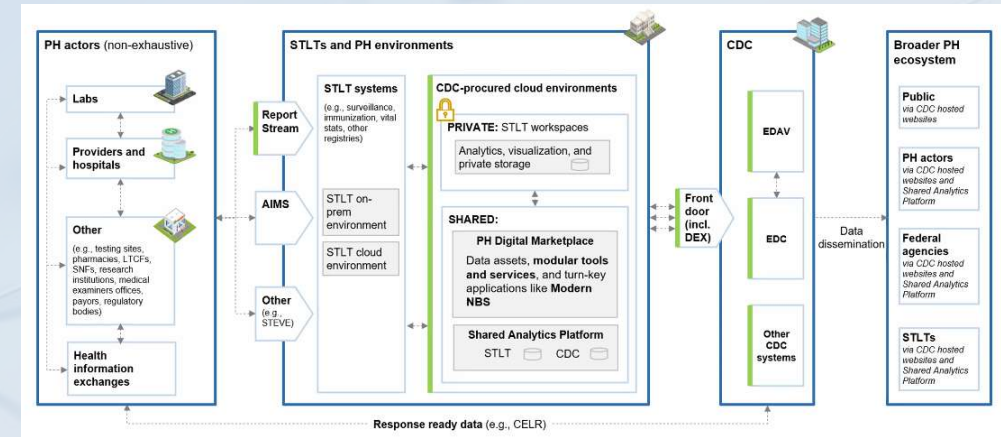 PH actors (non-exhaustive)
Labs
Providers and
hospitals
Other
(e.g., testing sites,
pharmacies, LTCFs,
SNFs, research
institutions, medical
examiners offices,
payors, regulatory
bodies)
Health
information
exchanges
STLTs and PH environments
Report
Stream
AIMS
Other
(e.g.,
STEVE)
STLT systems
(e.g., surveillance,
immunization, vital
stats, other
registries)
STLT on-
prem
environment
STLT cloud
environment
CDC-procured cloud environments
PRIVATE: STLT workspaces
Analytics, visualization, and
private storage
SHARED:
PH Digital Marketplace
Data assets, modular tools
and services, and turn-key
applications like Modern
NBS
Shared Analytics Platform
STLT CDC
Front
door
(incl.
DEX)
CDC
EDAV
EDC
Other
CDC
systems
Data
dissemination
Broader PH
ecosystem
Public
via CDC hosted
websites
PH actors
via CDC hosted
websites and
Shared Analytics
Platform
Federal
agencies
via CDC hosted
websites and
Shared Analytics
Platform
STLTs
via CDC hosted
websites and
Shared Analytics
Platform
Response ready data (e.g., CELR)